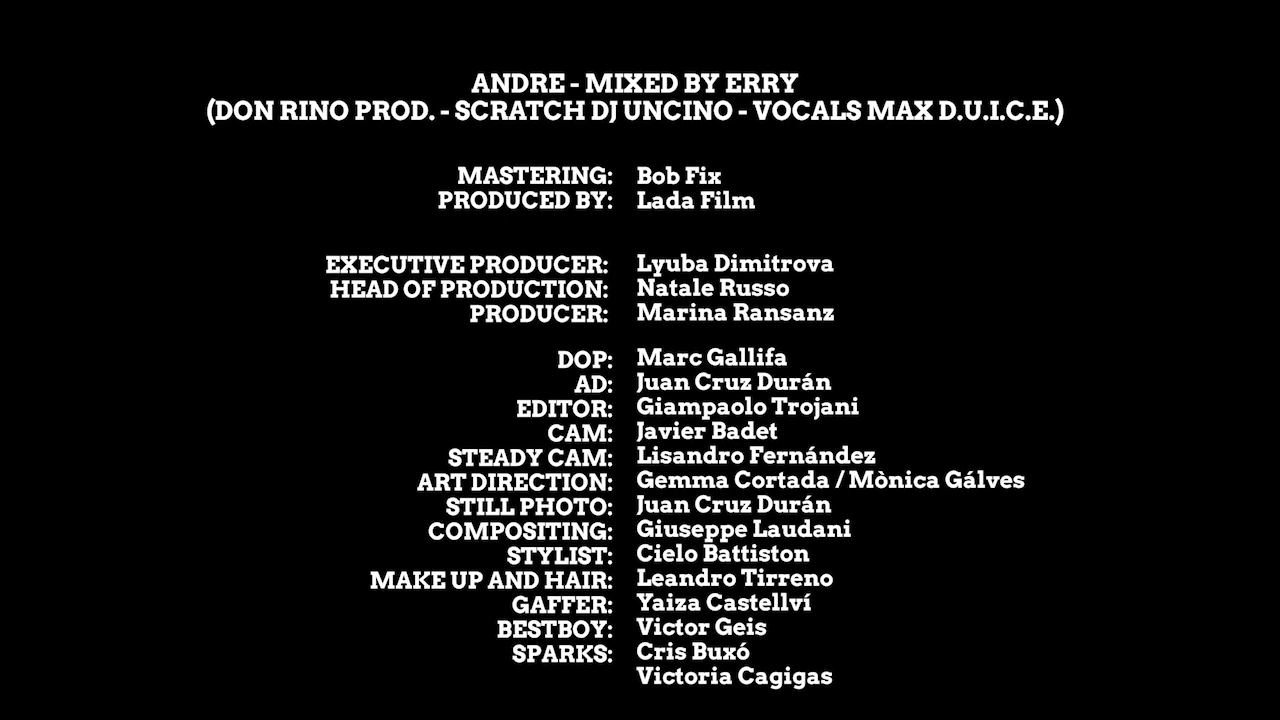 ANDRE - MIXED BY ERRY
(DON RINO PROD. - SCRATCH DJ UNCINO - VOCALS MAX D.U.I.C.E.)
MASTERING: Bob Fix
PRODUCED BY: Lada Film
EXECUTIVE PRODUCER: Lyuba Dimitrova
HEAD OF PRODUCTION: Natale Russo
PRODUCER: Marina Ransanz
DOP: Marc Gallifa
AD: Juan Cruz Durán
EDITOR: Giampaolo Trojani
CAM: Javier Badet
STEADY CAM: Lisandro Fernández
ART DIRECTION: Gemma Cortada / Mònica Gálves
STILL PHOTO: Juan Cruz Durán
COMPOSITING: Giuseppe Laudani
STYLIST: Cielo Battiston
MAKE UP AND HAIR: Leandro Tirreno
GAFFER: Yaiza Castellví
BESTBOY: Victor Geis
SPARKS: Cris Buxó
Victoria Cagigas